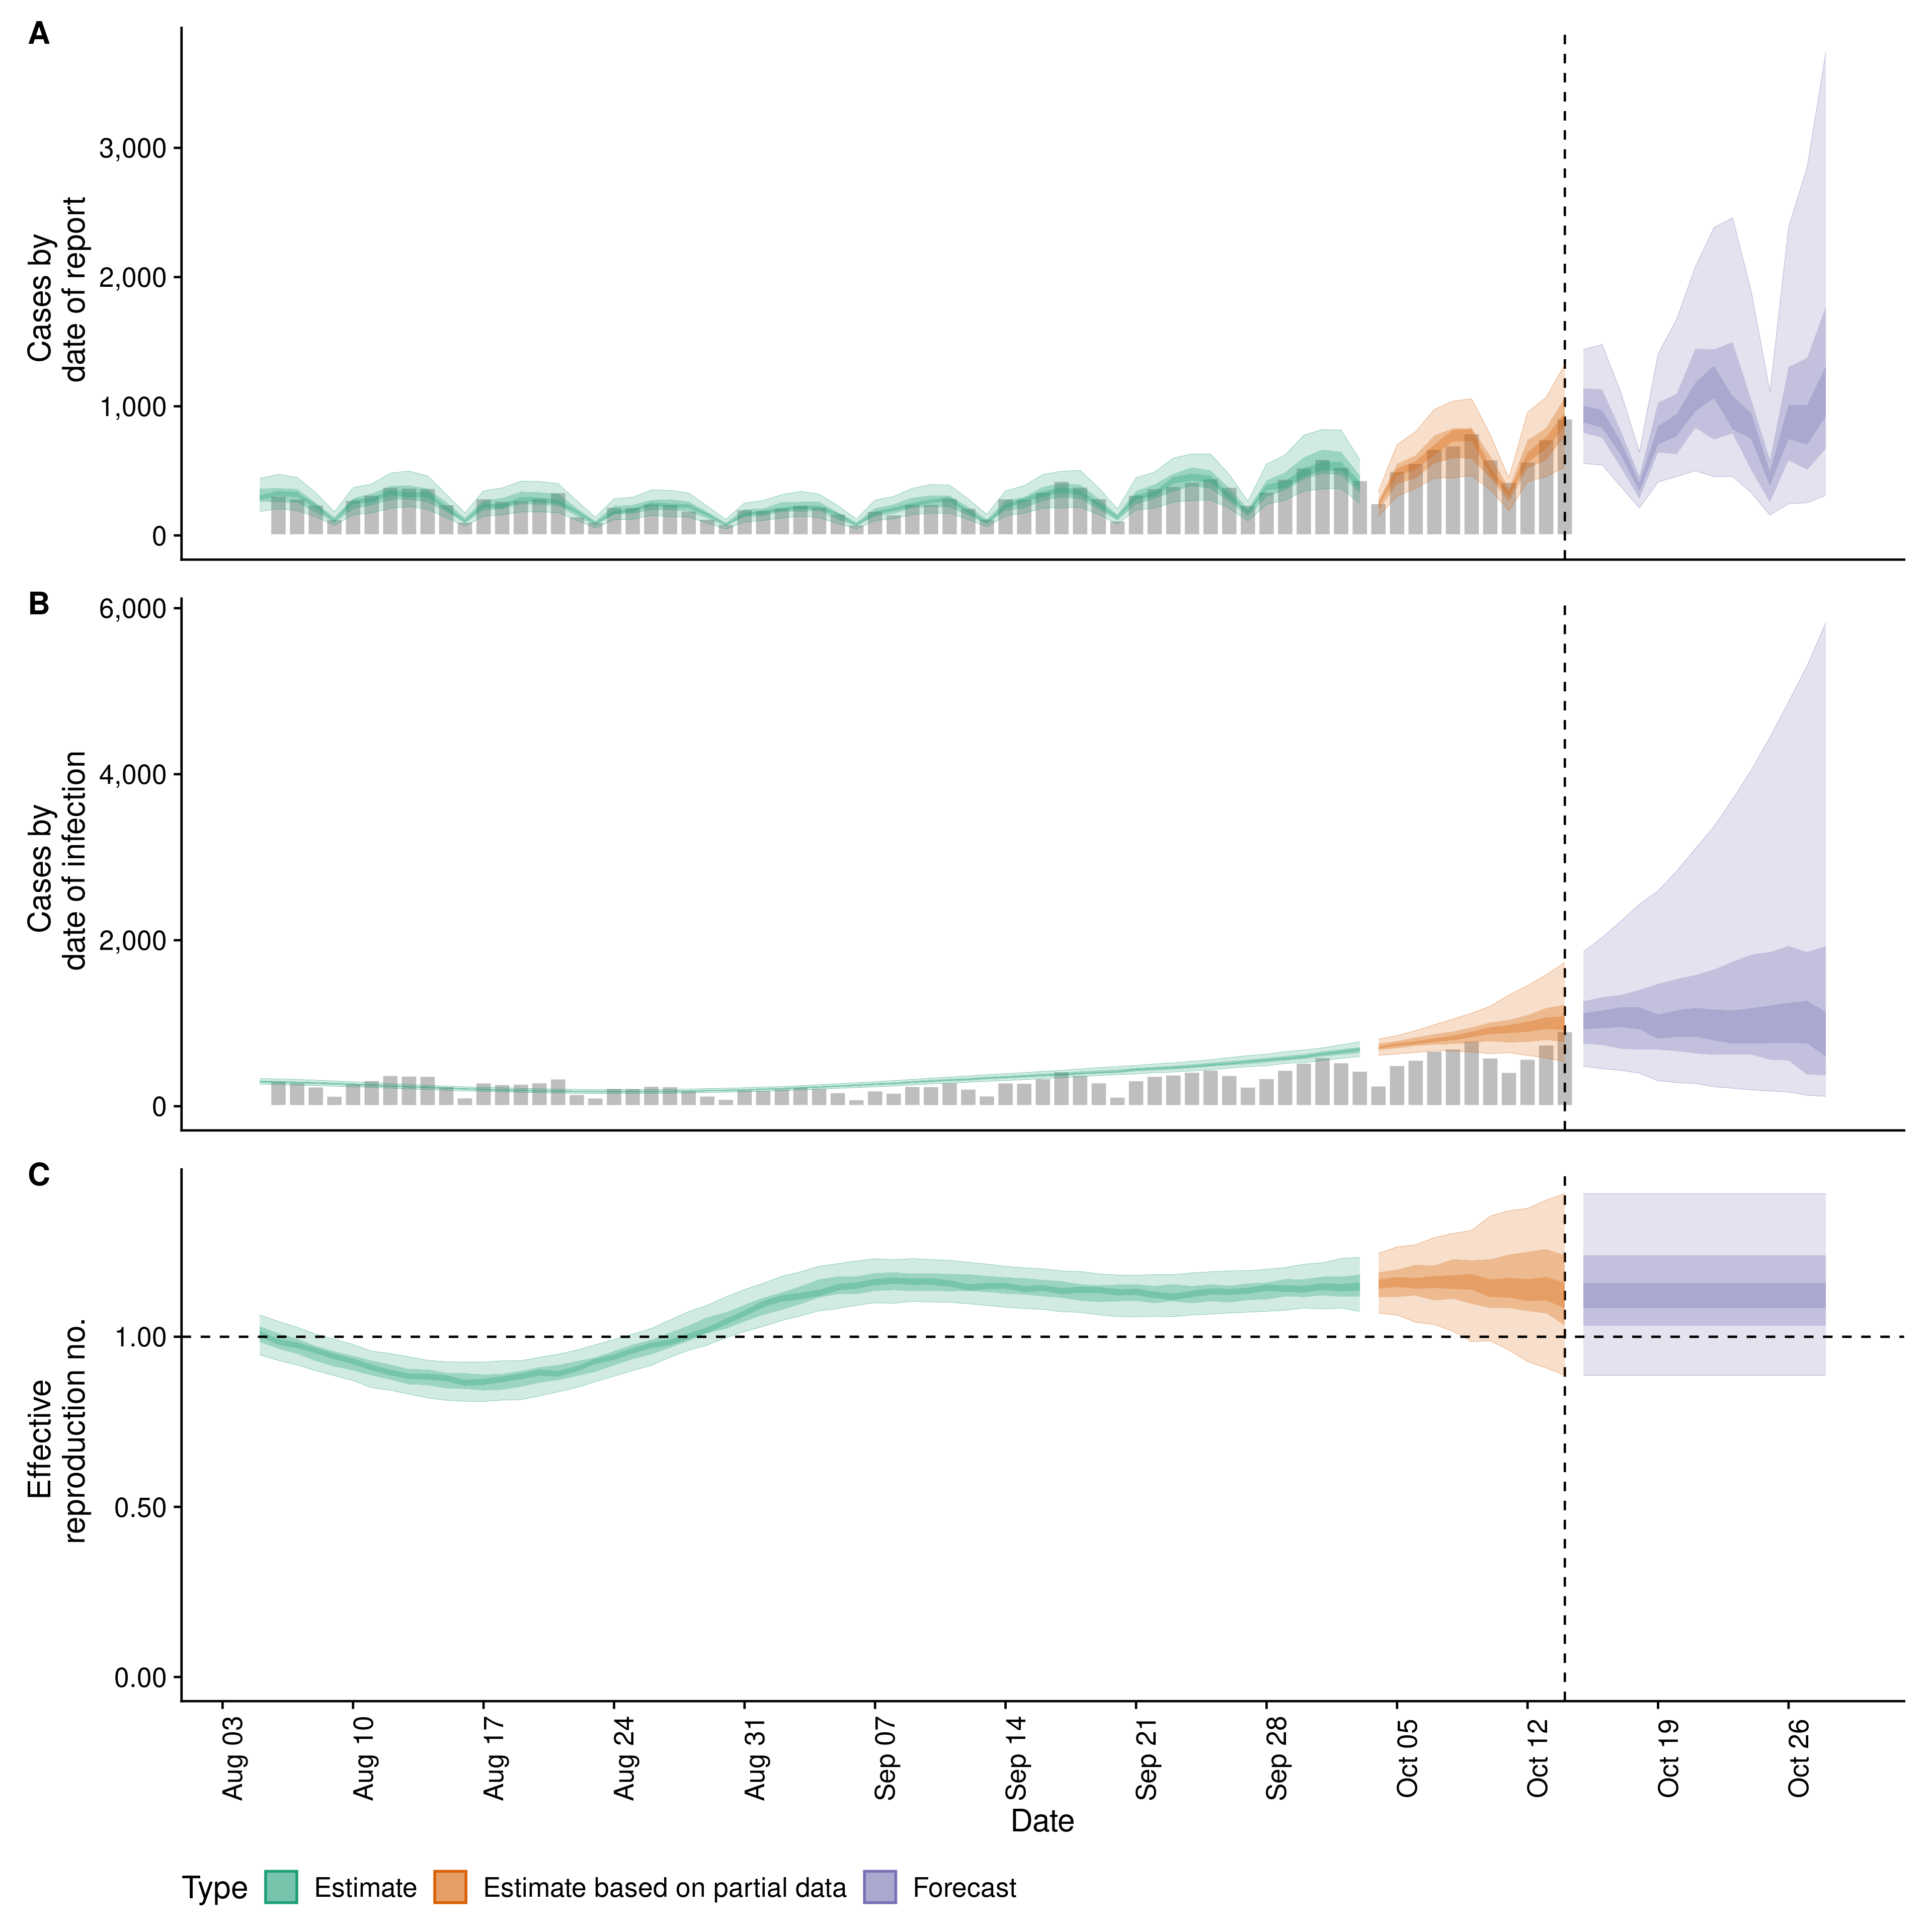 A
Cases by
date of report
3,000
2,000
1,000
0
B
Cases by
date of infection
6,000
4,000
2,000
0
C
Effective
reproduction no.
1.00
0.50
0.00
Aug 03
Aug 10
Aug 17
Aug 24
Aug 31
Sep 07
Sep 14
Sep 21
Sep 28
Oct 05
Oct 12
Oct 19
Oct 26
Date
Type Estimate Estimate based on partial data Forecast